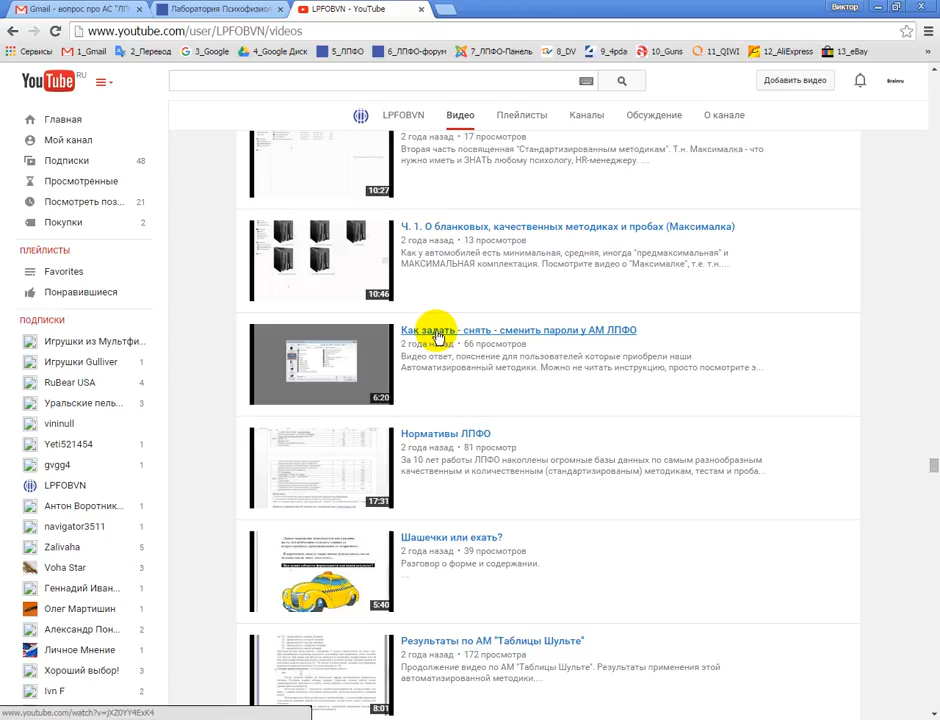 Gmail - вопрос про АС "ЛП
Лаборатория Психофизиол
LPFOBVN - YouTube
Виктор
www.youtube.com/user/LPFOBVN/videos
Сервисы
1_Gmail
2_Перевод
3_Google
4_Google Диск
5_ЛПФО
6_ЛПФО-форум
7_ЛПФО-Панель
8_DV
9_4pda
10_Guns
11_QIWI
12_AliExpress
13_eBay
»
YouTube RU
Добавить видео
Brainru
LPFOBVN
Видео
Плейлисты
Каналы
Обсуждение
О канале
Главная
Мой канал
Подписки 48
Просмотренные
Посмотреть поз... 21
Покупки 2
ПЛЕЙЛИСТЫ
Favorites
Понравившиеся
ПОДПИСКИ
Игрушки из Мультфи...
Игрушки Gulliver 1
RuBear USA 4
Уральские пель... 3
vininull
Yeti521454 1
gvgg4 1
LPFOBVN
Антон Воротник... 1
navigator3511 1
Zalivaha 5
Voha Star 3
Геннадий Иван... 1
Олег Мартишин 1
Александр Пон... 2
Личное Мнение 1
Хороший выбор! 1
Ivn F 2
2 года назад • 17 просмотров
Вторая часть посвященная "Стандартизированным методикам". Т.н. Максималка - что
нужно иметь и ЗНАТЬ любому психологу, HR-менеджеру. ...
10:27
Ч. 1. О бланковых, качественных методиках и пробах (Максималка)
2 года назад • 13 просмотров
Как у автомобилей есть минимальная, средняя, иногда "предмаксимальная" и
МАКСИМАЛЬНАЯ комплектация. Посмотрите видео о "Максималке", т.е. т.н....
10:46
Как задать - снять - сменить пароли у АМ ЛПФО
2 года назад • 66 просмотров
Видео ответ, пояснение для пользователей которые приобрели наши
Автоматизированный методики. Можно не читать инструкцию, просто посмотрите э...
6:20
Нормативы ЛПФО
2 года назад • 81 просмотр
За 10 лет работы ЛПФО накоплены огромные базы данных по самым разнообразным
качественным и количественным (стандартизированым) методикам, тестам и проба...
17:31
Шашечки или ехать?
2 года назад • 39 просмотров
Разговор о форме и содержании.
...
5:40
Результаты по АМ "Таблицы Шульте"
2 года назад • 172 просмотра
Продолжение видео по АМ "Таблицы Шульте". Результаты применения этой
автоматизированной методики....
8:01
www.youtube.com/watch?v=jXZ0YY4ExK4